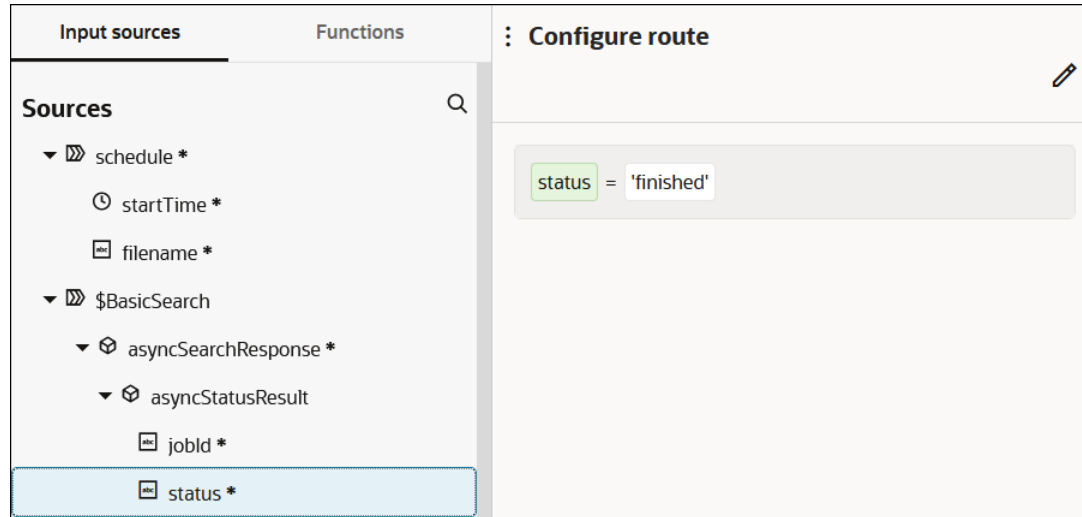 Input sources
Functions
Sources
schedule *
startTime *
filename *
$BasicSearch
asyncSearchResponse *
asyncStatusResult
jobId *
status *
Configure route
status = 'finished'